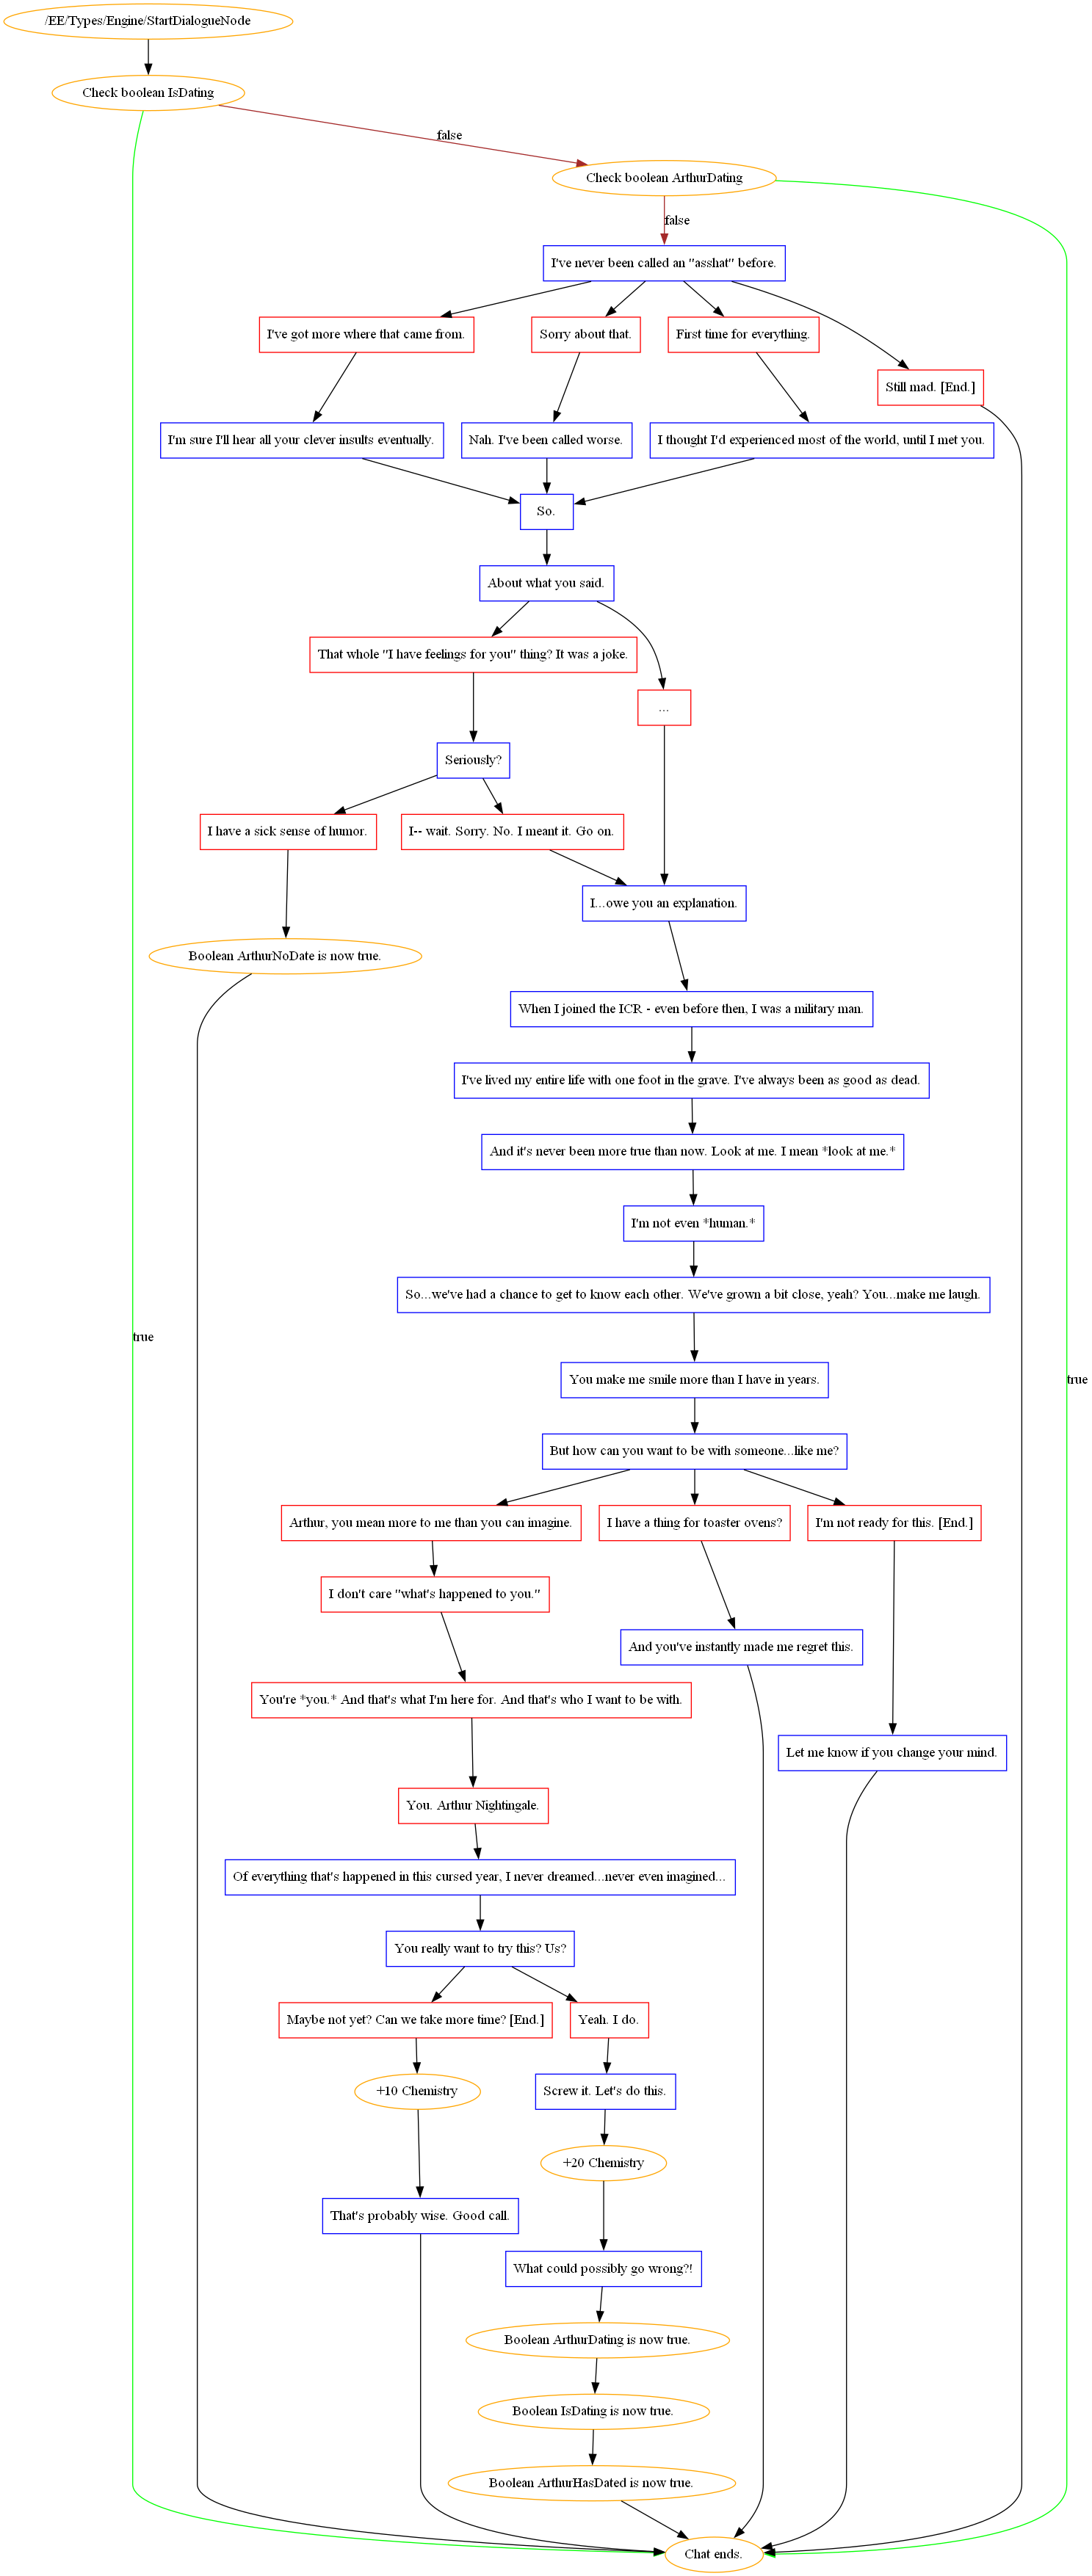 /EE/Types/Engine/StartDialogueNode
Check boolean IsDating
false
Check boolean ArthurDating
false
I've never been called an "asshat" before.
I've got more where that came from.
Sorry about that.
First time for everything.
Still mad. [End.]
I'm sure I'll hear all your clever insults eventually.
Nah. I've been called worse.
I thought I'd experienced most of the world, until I met you.
So.
About what you said.
That whole "I have feelings for you" thing? It was a joke.
...
Seriously?
I have a sick sense of humor.
I-- wait. Sorry. No. I meant it. Go on.
I...owe you an explanation.
Boolean ArthurNoDate is now true.
When I joined the ICR - even before then, I was a military man.
I've lived my entire life with one foot in the grave. I've always been as good as dead.
And it's never been more true than now. Look at me. I mean *look at me.*
I'm not even *human.*
So...we've had a chance to get to know each other. We've grown a bit close, yeah? You...make me laugh.
true
You make me smile more than I have in years.
true
But how can you want to be with someone...like me?
Arthur, you mean more to me than you can imagine.
I have a thing for toaster ovens?
I'm not ready for this. [End.]
I don't care "what's happened to you."
And you've instantly made me regret this.
You're *you.* And that's what I'm here for. And that's who I want to be with.
Let me know if you change your mind.
You. Arthur Nightingale.
Of everything that's happened in this cursed year, I never dreamed...never even imagined...
You really want to try this? Us?
Maybe not yet? Can we take more time? [End.]
Yeah. I do.
+10 Chemistry
Screw it. Let's do this.
+20 Chemistry
That's probably wise. Good call.
What could possibly go wrong?!
Boolean ArthurDating is now true.
Boolean IsDating is now true.
Boolean ArthurHasDated is now true.
Chat ends.